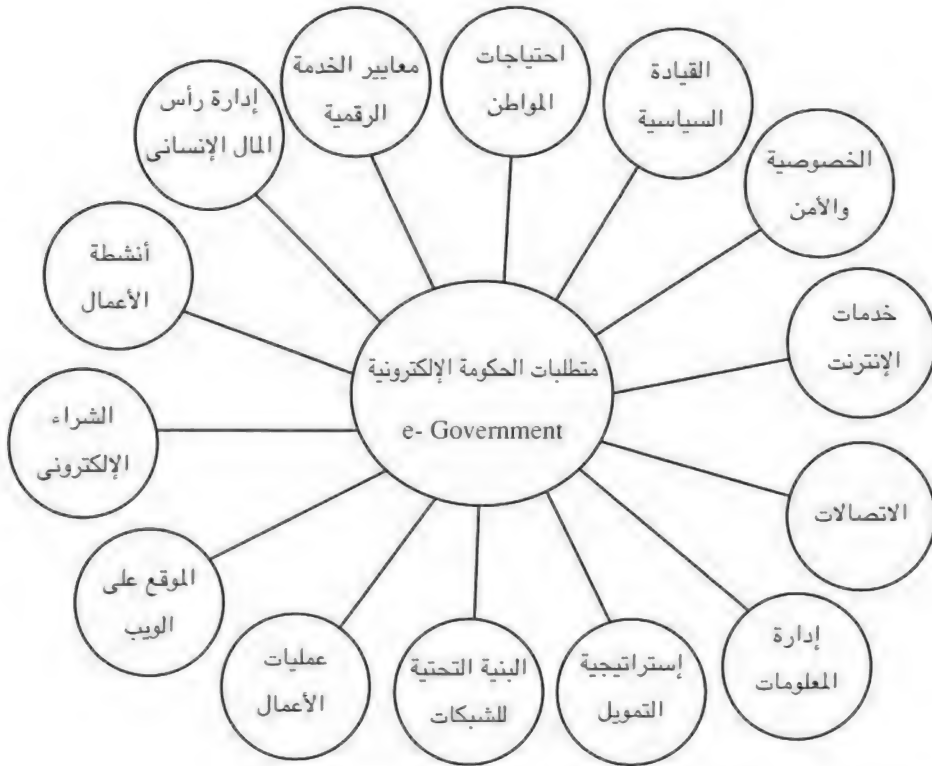 متطلبات الحكومة الإلكترونية
e- Government
احتياجات
المواطن
القيادة
السياسية
الخصوصية
والأمن
خدمات
الإنترنت
الاتصالات
إدارة
المعلومات
إستراتيجية
التمويل
البنية التحتية
للشبكات
عمليات
الأعمال
الموقع على
الويب
الشراء
الإلكترونى
أنشطة
الأعمال
إدارة رأس
المال الإنسانى
معايير الخدمة
الرقمية